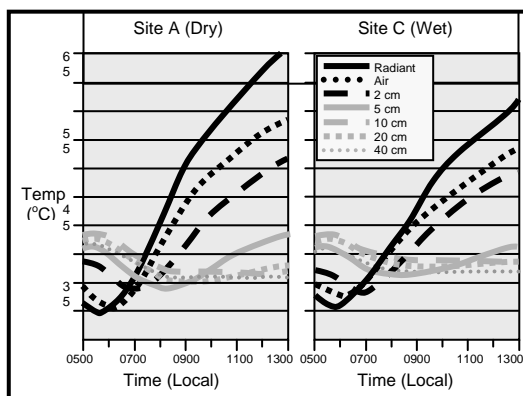 Site A (Dry)
Site C (Wet)
6
5
5
5
Temp
(°C)
4
5
3
5
Radiant
Air
2 cm
5 cm
10 cm
20 cm
40 cm
0500 0700 0900 1100 1300
0500 0700 0900 1100 1300
Time (Local)
Time (Local)